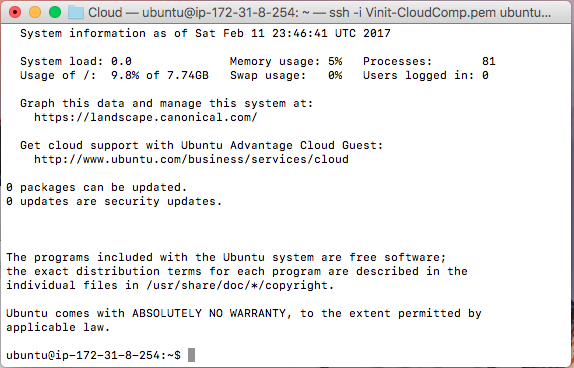 Cloud — ubuntu@ip-172-31-8-254: ~ — ssh -i Vinit-CloudComp.pem ubuntu...
System information as of Sat Feb 11 23:46:41 UTC 2017
System load: 0.0 Memory usage: 5% Processes: 81
Usage of /: 9.8% of 7.74GB Swap usage: 0% Users logged in: 0
Graph this data and manage this system at:
https://landscape.canonical.com/
Get cloud support with Ubuntu Advantage Cloud Guest:
http://www.ubuntu.com/business/services/cloud
0 packages can be updated.
0 updates are security updates.
The programs included with the Ubuntu system are free software;
the exact distribution terms for each program are described in the
individual files in /usr/share/doc/*/copyright.
Ubuntu comes with ABSOLUTELY NO WARRANTY, to the extent permitted by
applicable law.
ubuntu@ip-172-31-8-254:~$